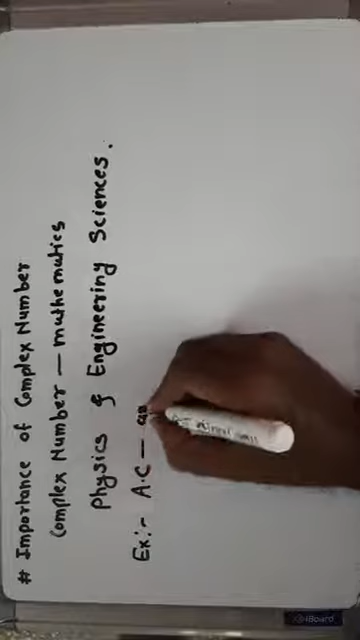 # Importance of Complex Number
Complex Number – mathematics
Physics & Engineering Sciences.
Ex:- A.C –